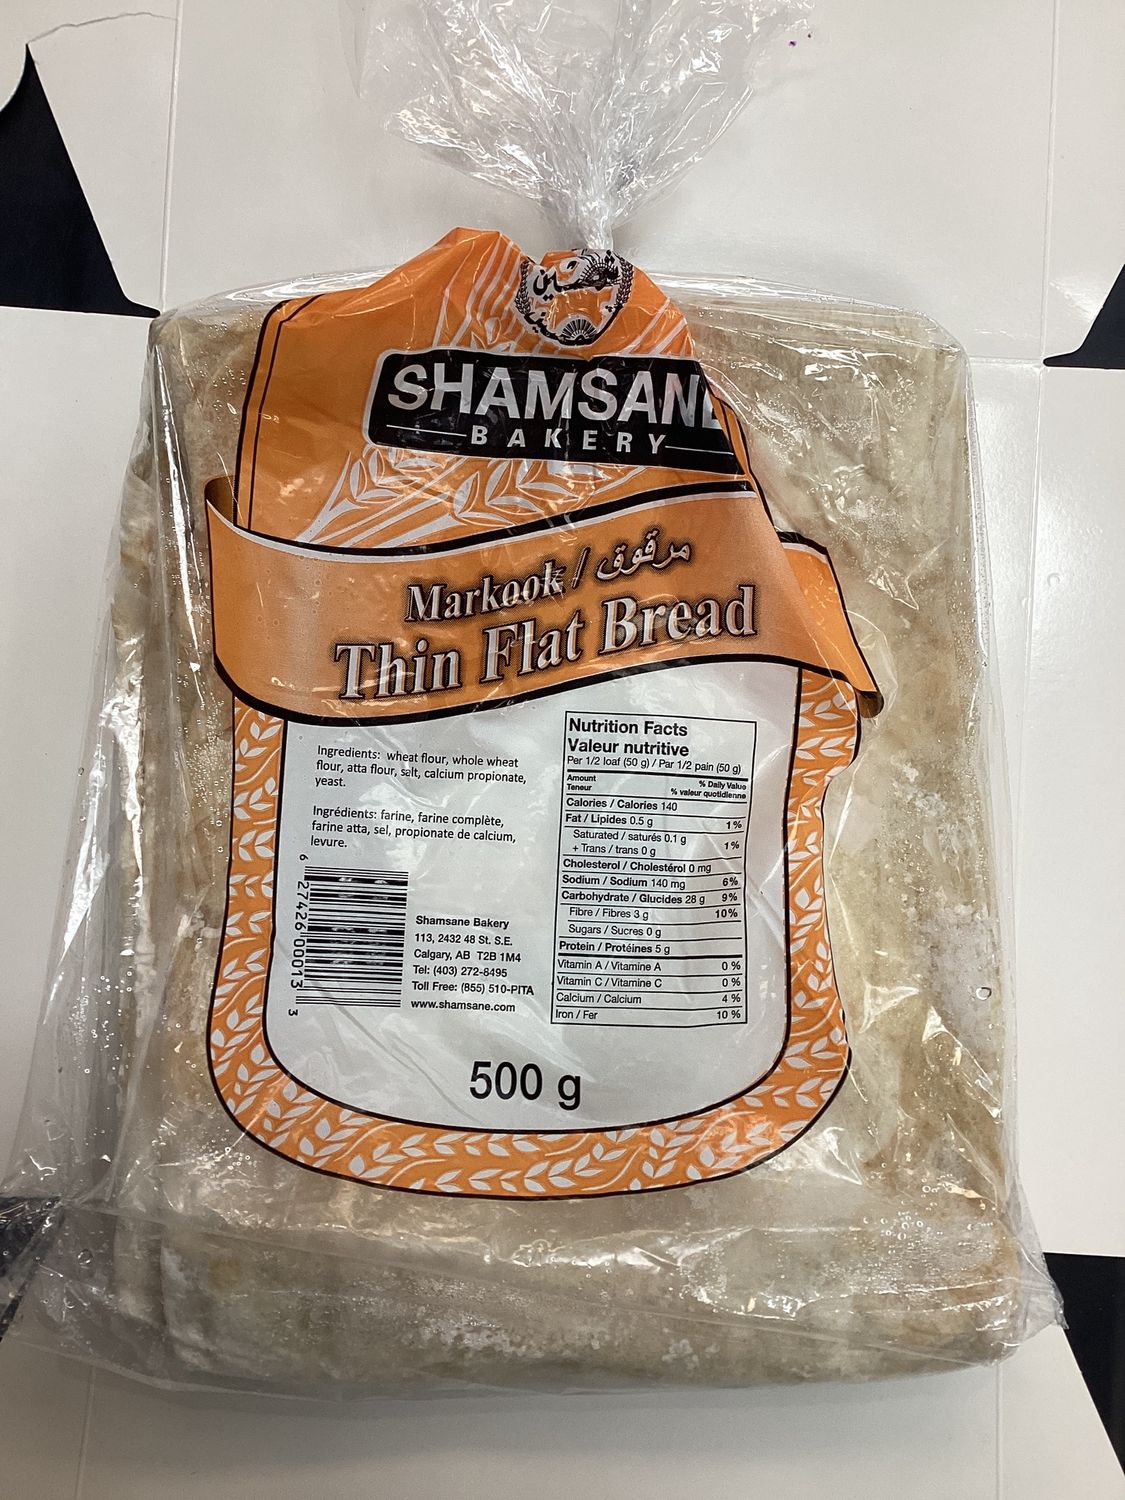 SHAMSANE
BAKERY
Markook / مرقوق
Thin Flat Bread
Ingredients: wheat flour, whole wheat
flour, atta flour, salt, calcium propionate,
yeast.
Ingrédients: farine, farine complète,
farine atta, sel, propionate de calcium,
levure.
6 27426 00013 3
Shamsane Bakery
113, 2432 48 St. S.E.
Calgary, AB T2B 1M4
Tel: (403) 272-8495
Toll Free: (855) 510-PITA
www.shamsane.com
Nutrition Facts
Valeur nutritive
Per 1/2 loaf (50 g) / Par 1/2 pain (50 g)
Amount % Daily Value
Teneur % valeur quotidienne
Calories / Calories 140
Fat / Lipides 0.5 g 1 %
Saturated / saturés 0.1 g
+ Trans / trans 0 g 1 %
Cholesterol / Cholestérol 0 mg
Sodium / Sodium 140 mg 6 %
Carbohydrate / Glucides 28 g 9 %
Fibre / Fibres 3 g 10 %
Sugars / Sucres 0 g
Protein / Protéines 5 g
Vitamin A / Vitamine A 0 %
Vitamin C / Vitamine C 0 %
Calcium / Calcium 4 %
Iron / Fer 10 %
500 g